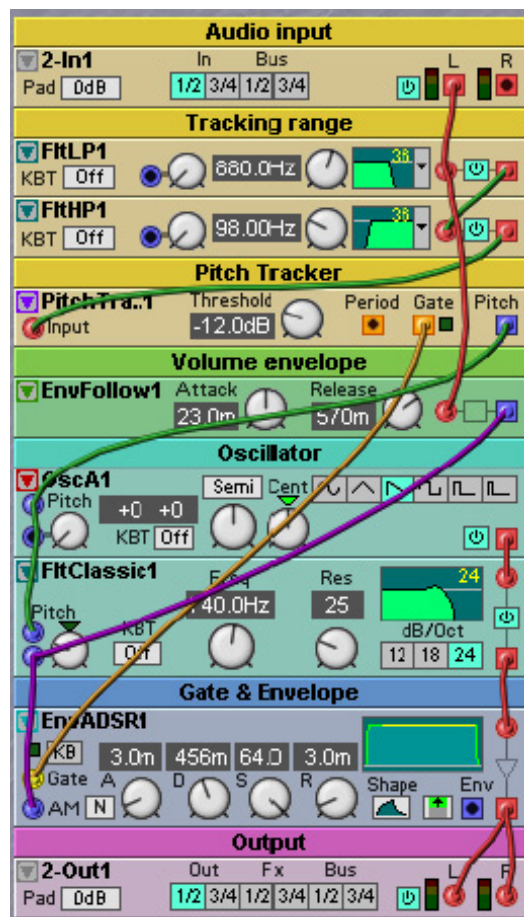 Audio input
2-In1
In Bus
L R
Pad 0dB
1/2 3/4 1/2 3/4
Tracking range
FltLP1
KBT Off
880.0Hz
36
FltHP1
KBT Off
98.00Hz
36
Pitch Tracker
PitchTra..1
Threshold Period Gate Pitch
Input
-12.0dB
Volume envelope
EnvFollow1
Attack Release
23.0m 570m
Oscillator
OscA1
Semi Cent
Pitch
+0 +0
KBT Off
FltClassic1
Freq Res
24
Pitch
740.0Hz 25
KBT
Off
dB/Oct
12 18 24
Gate & Envelope
EnvADSR1
KB
3.0m 456m 64.0 3.0m
Gate A D S R Shape Env
AM N
Output
2-Out1
Out Fx Bus
L R
Pad 0dB
1/2 3/4 1/2 3/4 1/2 3/4